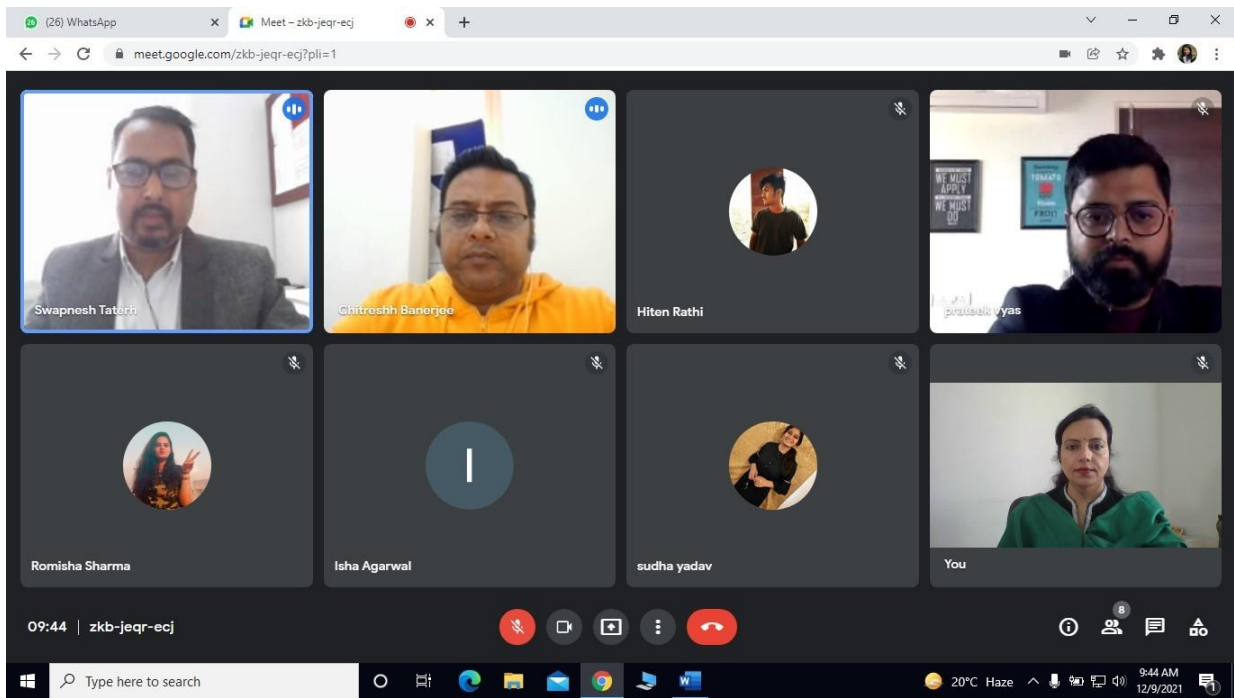 (26) WhatsApp
Meet – zkb-jeqr-ecj
meet.google.com/zkb-jeqr-ecj?pli=1
Swapnesh Taterh
Chitreshh Banerjee
Hiten Rathi
WE MUST
APPLY
WE MUST
DO
TOMATO
FRUIT
prateek vyas
Romisha Sharma
I
Isha Agarwal
sudha yadav
You
09:44 | zkb-jeqr-ecj
8
Type here to search
20°C Haze
9:44 AM
12/9/2021